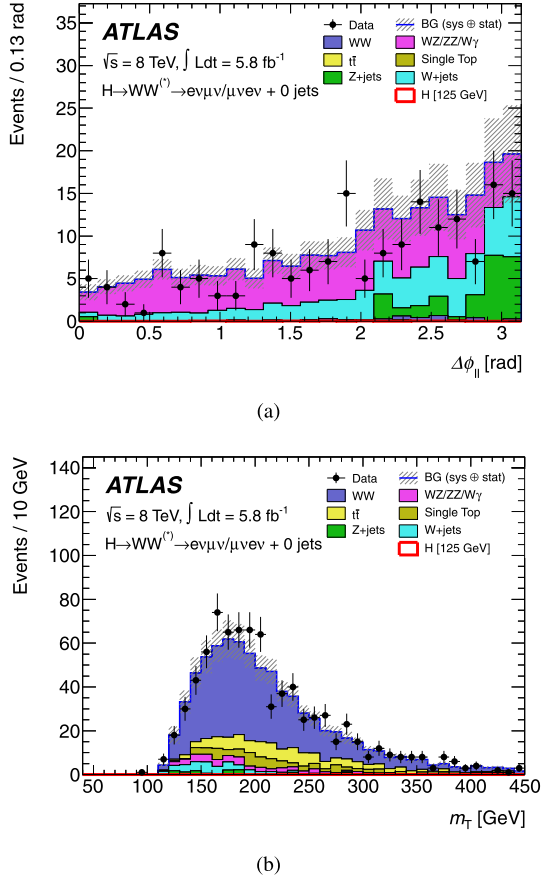 Events / 0.13 rad
35
30
25
20
15
10
5
0
ATLAS
√s = 8 TeV, ∫ Ldt = 5.8 fb⁻¹
H→WW⁽*⁾→eνμν/μνeν + 0 jets
Data
BG (sys ⊕ stat)
WW
WZ/ZZ/Wγ
tt̄
Single Top
Z+jets
W+jets
H [125 GeV]
0 0.5 1 1.5 2 2.5 3
Δϕ_ll [rad]
(a)
Events / 10 GeV
140
120
100
80
60
40
20
0
ATLAS
√s = 8 TeV, ∫ Ldt = 5.8 fb⁻¹
H→WW⁽*⁾→eνμν/μνeν + 0 jets
Data
BG (sys ⊕ stat)
WW
WZ/ZZ/Wγ
tt̄
Single Top
Z+jets
W+jets
H [125 GeV]
50 100 150 200 250 300 350 400 450
m_T [GeV]
(b)